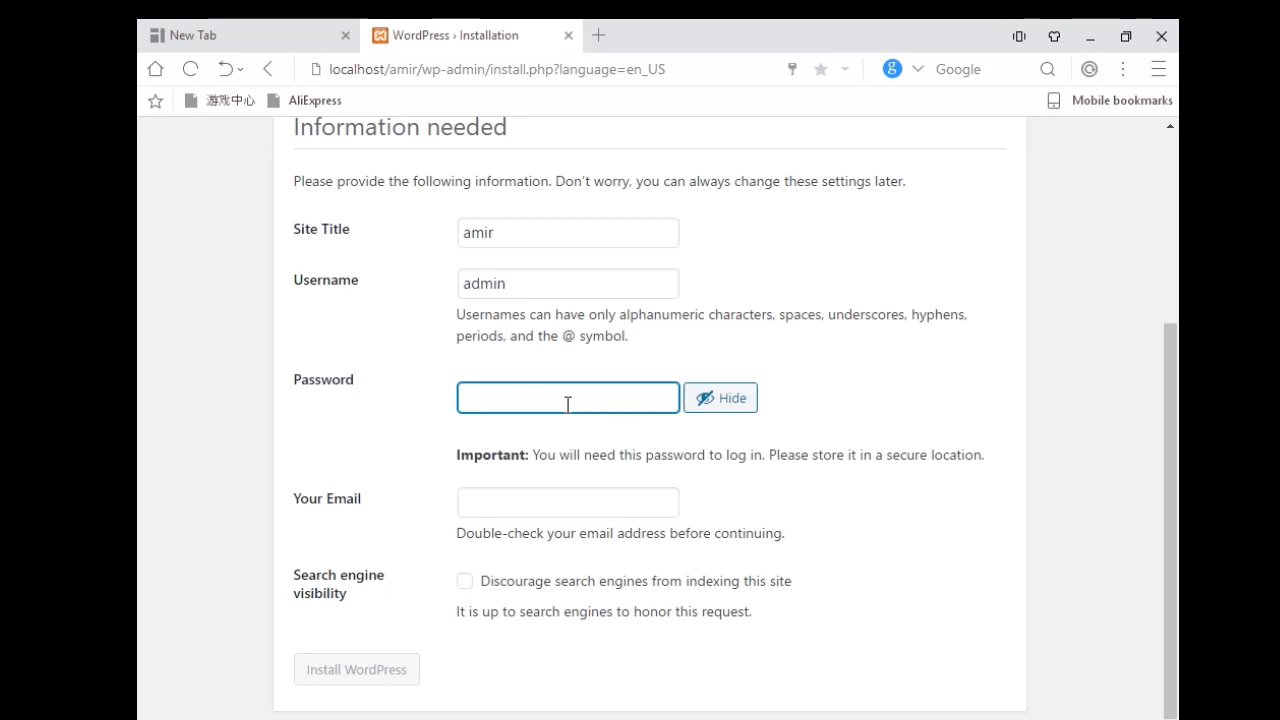 New Tab
WordPress › Installation
localhost/amir/wp-admin/install.php?language=en_US
g
Google
游戏中心
AliExpress
Mobile bookmarks
Information needed
Please provide the following information. Don't worry, you can always change these settings later.
Site Title
amir
Username
admin
Usernames can have only alphanumeric characters, spaces, underscores, hyphens,
periods, and the @ symbol.
Password
Hide
Important: You will need this password to log in. Please store it in a secure location.
Your Email
Double-check your email address before continuing.
Search engine
visibility
Discourage search engines from indexing this site
It is up to search engines to honor this request.
Install WordPress